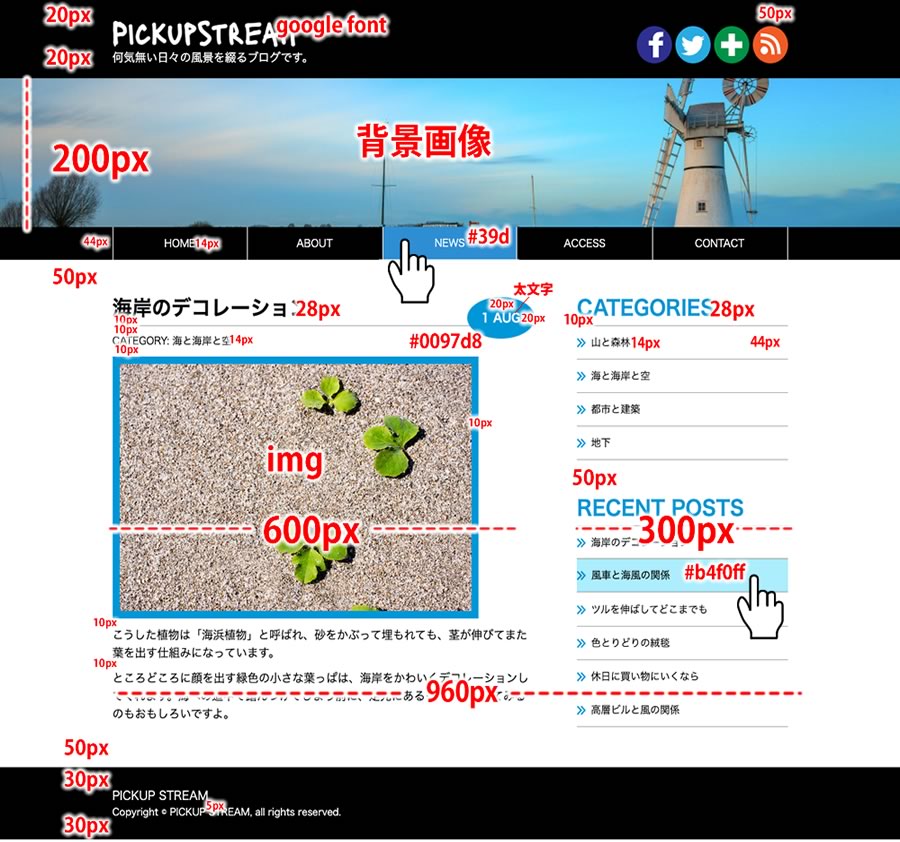 20px
PICKUPSTREAM
google font
50px
20px
何気無い日々の風景を綴るブログです。
背景画像
200px
44px
HOME
14px
ABOUT
NEWS
#39d
ACCESS
CONTACT
50px
太文字
海岸のデコレーション
28px
20px
1 AUG
20px
10px
CATEGORIES
28px
10px
10px
CATEGORY: 海と海岸と空
14px
#0097d8
10px
山と森林
14px
44px
海と海岸と空
都市と建築
10px
地下
img
50px
RECENT POSTS
600px
300px
海岸のデコレーション
風車と海風の関係
#b4f0ff
ツルを伸ばしてどこまでも
10px
こうした植物は「海浜植物」と呼ばれ、砂をかぶって埋もれても、茎が伸びてまた
葉を出す仕組みになっています。
色とりどりの絨毯
10px
ところどころに顔を出す緑色の小さな葉っぱは、海岸をかわいくデコレーションし
休日に買い物にいくなら
960px
のもおもしろいですよ。
高層ビルと風の関係
50px
30px
PICKUP STREAM
5px
Copyright © PICKUP STREAM, all rights reserved.
30px